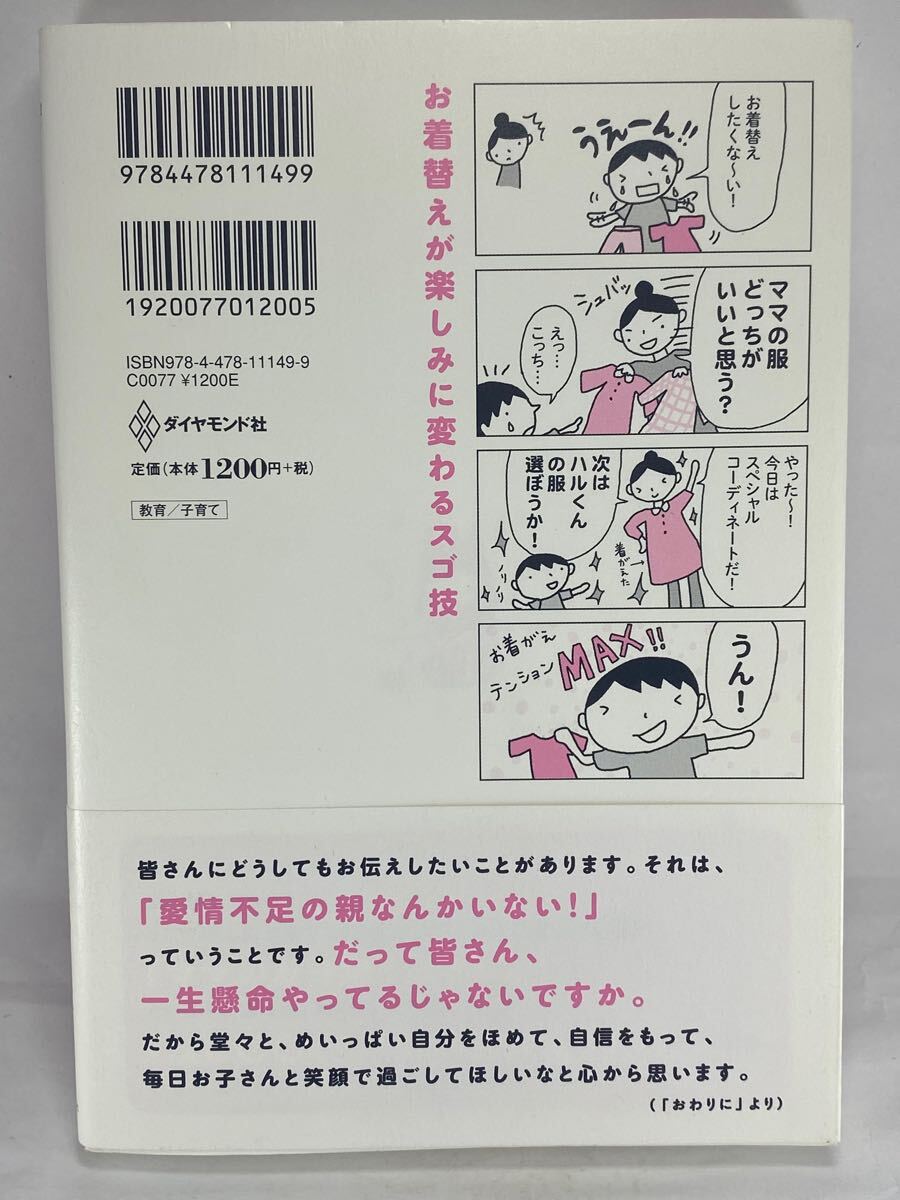 9784478111499
1920077012005
ISBN978-4-478-11149-9
C0077 ¥1200E
ダイヤモンド社
定価（本体1200円+税）
教育／子育て
お着替えが楽しみに変わるスゴ技
お着替え
したくな〜い！
うえーん!!
ママの服
どっちが
いいと思う？
シュバッ
えっ…
こっち…
やった〜！
今日は
スペシャル
コーディネートだ！
着がえた
次は
ハルくん
の服
選ぼうか！
ノリノリ
うん！
お着がえ
テンション
MAX!!
皆さんにどうしてもお伝えしたいことがあります。それは、
「愛情不足の親なんかいない！」
っていうことです。だって皆さん、
一生懸命やってるじゃないですか。
だから堂々と、めいっぱい自分をほめて、自信をもって、
毎日お子さんと笑顔で過ごしてほしいなと心から思います。
（「おわりに」より）